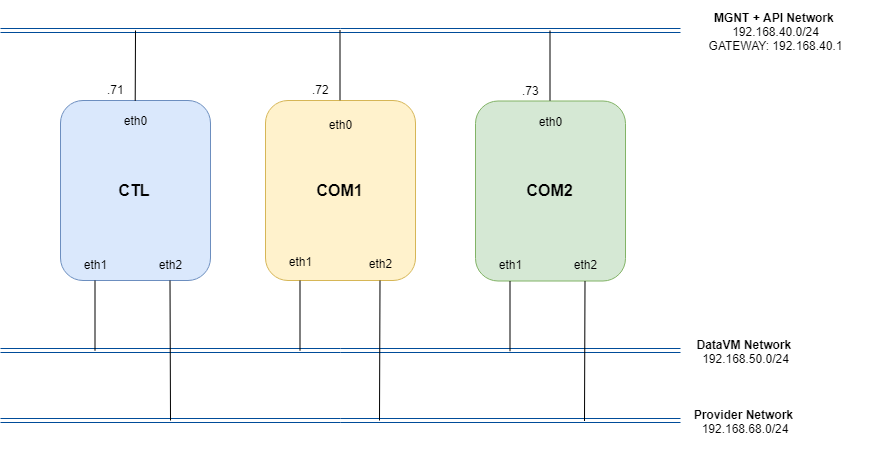 MGNT + API Network
192.168.40.0/24
GATEWAY: 192.168.40.1
.71
.72
.73
eth0
eth0
eth0
CTL
COM1
COM2
eth1
eth2
eth1
eth2
eth1
eth2
DataVM Network
192.168.50.0/24
Provider Network
192.168.68.0/24